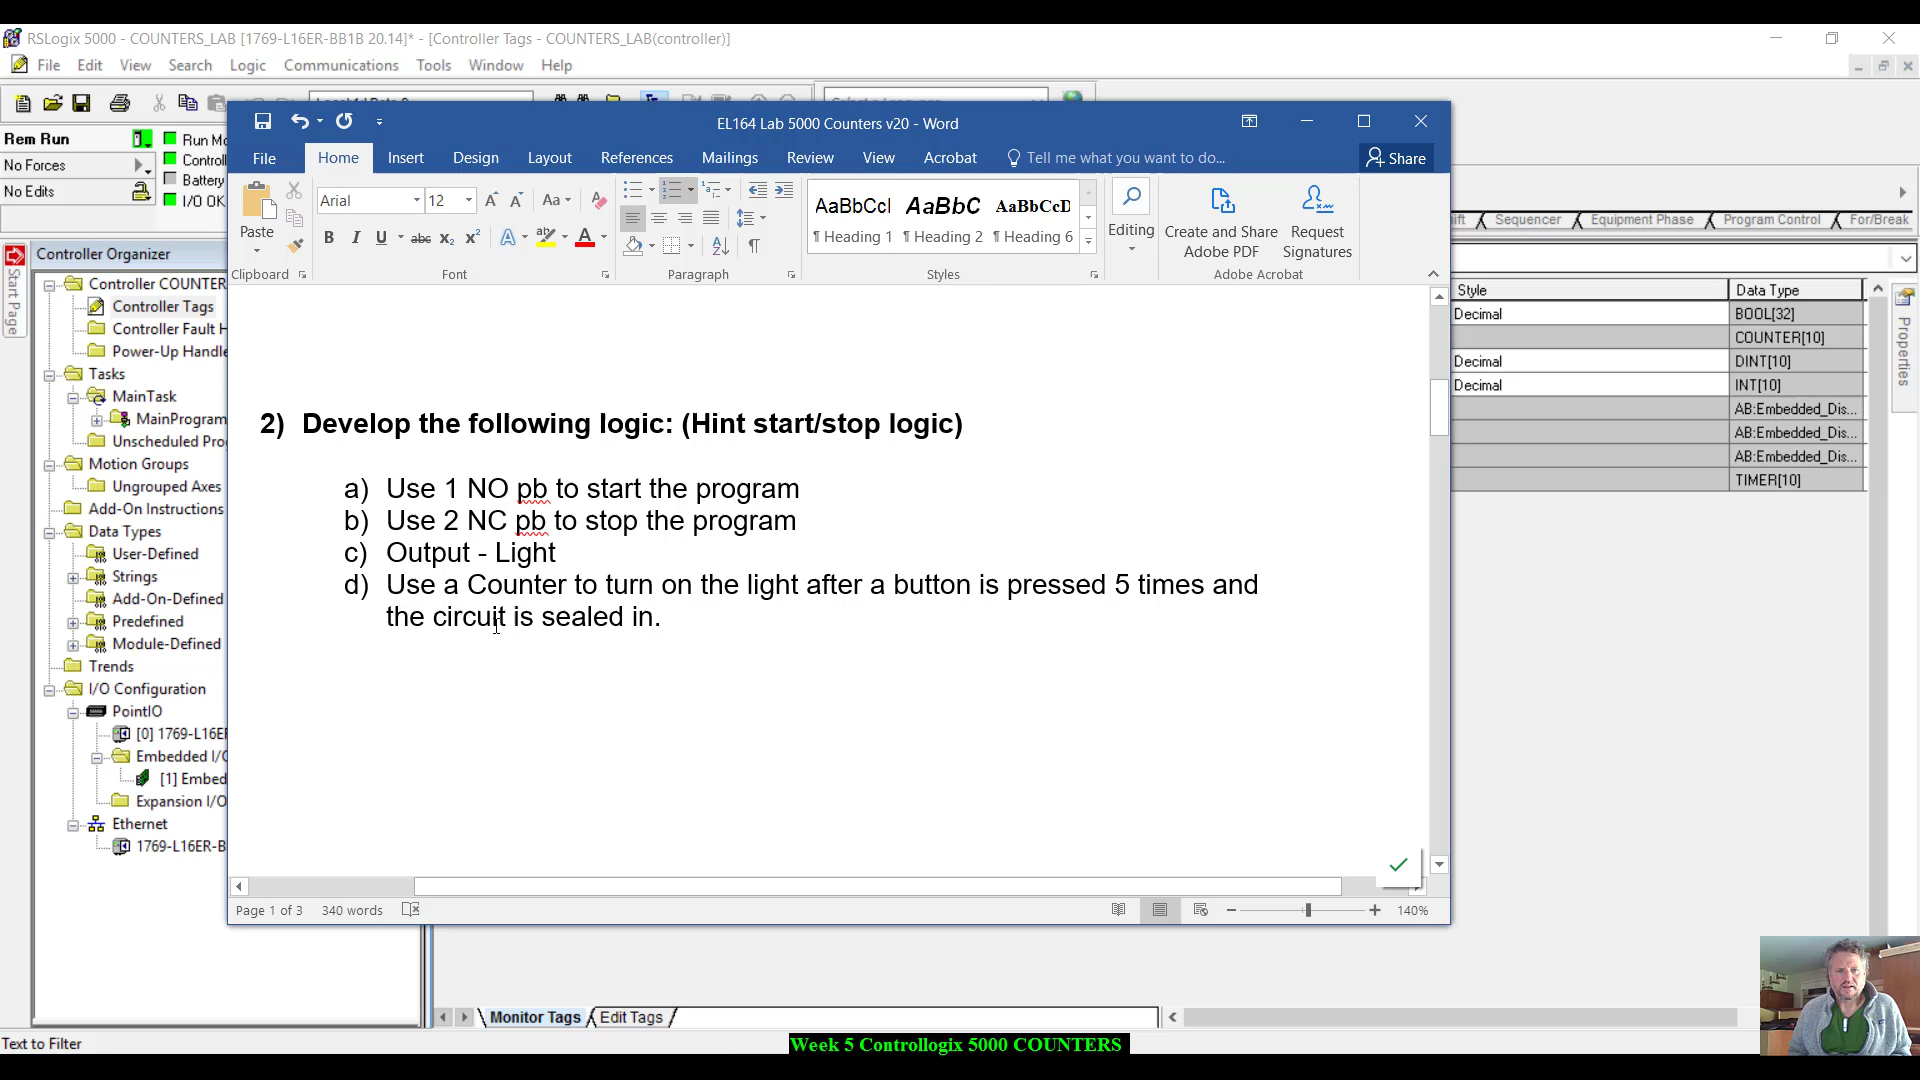 RSLogix 5000 - COUNTERS_LAB [1769-L16ER-BB1B 20.14]* - [Controller Tags - COUNTERS_LAB(controller)]
File Edit View Search Logic Communications Tools Window Help
Rem Run
No Forces
No Edits
Run Mo
Control
Battery
I/O OK
EL164 Lab 5000 Counters v20 - Word
File Home Insert Design Layout References Mailings Review View Acrobat Tell me what you want to do... Share
Paste
Arial 12
AaBbCcI AaBbC AaBbCcD
¶ Heading 1 ¶ Heading 2 ¶ Heading 6
Editing
Create and Share Adobe PDF
Request Signatures
Clipboard Font Paragraph Styles Adobe Acrobat
Sequencer Equipment Phase Program Control For/Break
Start Page
Controller Organizer
Controller COUNTER
Controller Tags
Controller Fault H
Power-Up Handle
Tasks
MainTask
MainProgram
Unscheduled Pro
Motion Groups
Ungrouped Axes
Add-On Instructions
Data Types
User-Defined
Strings
Add-On-Defined
Predefined
Module-Defined
Trends
I/O Configuration
PointIO
[0] 1769-L16ER
Embedded I/O
[1] Embed
Expansion I/O
Ethernet
1769-L16ER-B
2) Develop the following logic: (Hint start/stop logic)
a) Use 1 NO pb to start the program
b) Use 2 NC pb to stop the program
c) Output - Light
d) Use a Counter to turn on the light after a button is pressed 5 times and
the circuit is sealed in.
Page 1 of 3 340 words 140%
Style Data Type
Decimal BOOL[32]
COUNTER[10]
Decimal DINT[10]
Decimal INT[10]
AB:Embedded_Dis...
AB:Embedded_Dis...
AB:Embedded_Dis...
TIMER[10]
Properties
Monitor Tags Edit Tags
Text to Filter
Week 5 Controllogix 5000 COUNTERS